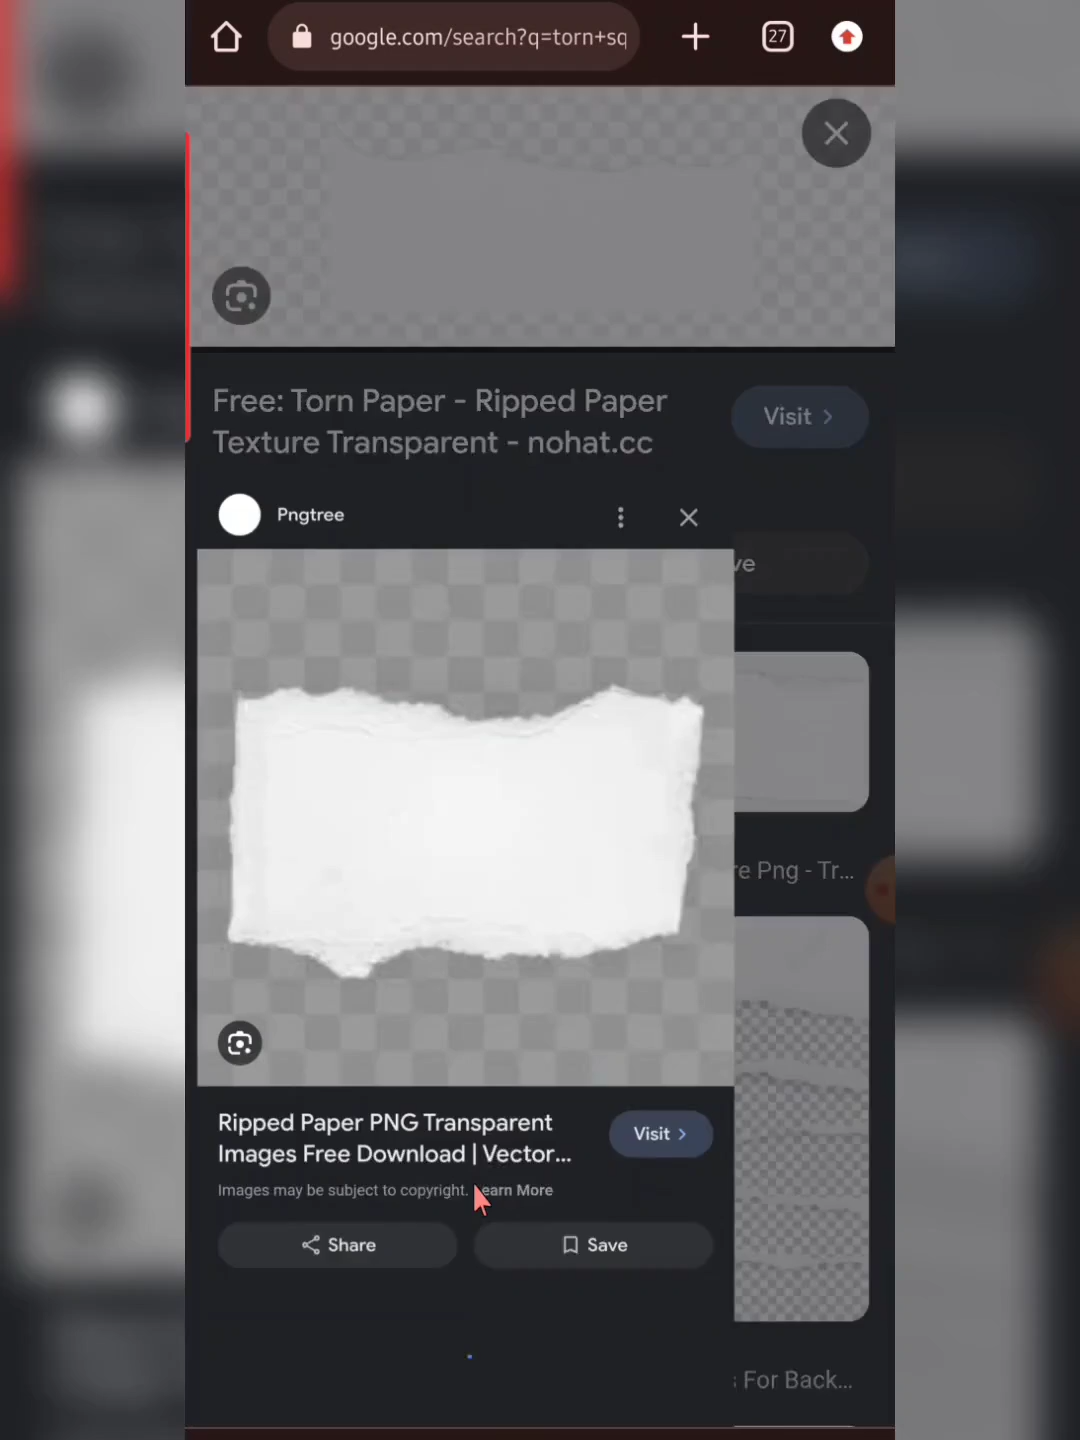 google.com/search?q=torn+sq
27
Free: Torn Paper - Ripped Paper
Texture Transparent - nohat.cc
Visit
Pngtree
ve
re Png - Tr...
Ripped Paper PNG Transparent
Images Free Download | Vector...
Visit
Images may be subject to copyright. Learn More
Share
Save
s For Back...